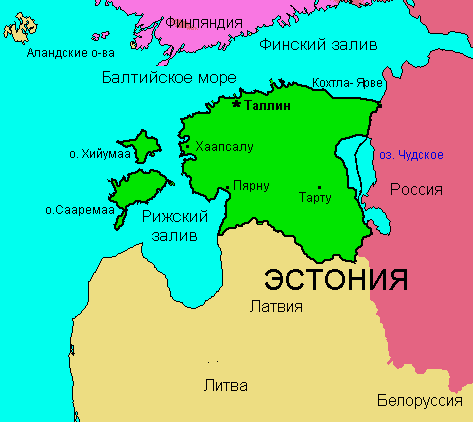 Финляндия
Финский залив
Аландские о-ва
Балтийское море
Кохтла-Ярве
Таллин
Хаапсалу
о. Хийумаа
оз. Чудское
Пярну
Тарту
Россия
о.Сааремаа
Рижский
залив
ЭСТОНИЯ
Латвия
Литва
Белоруссия